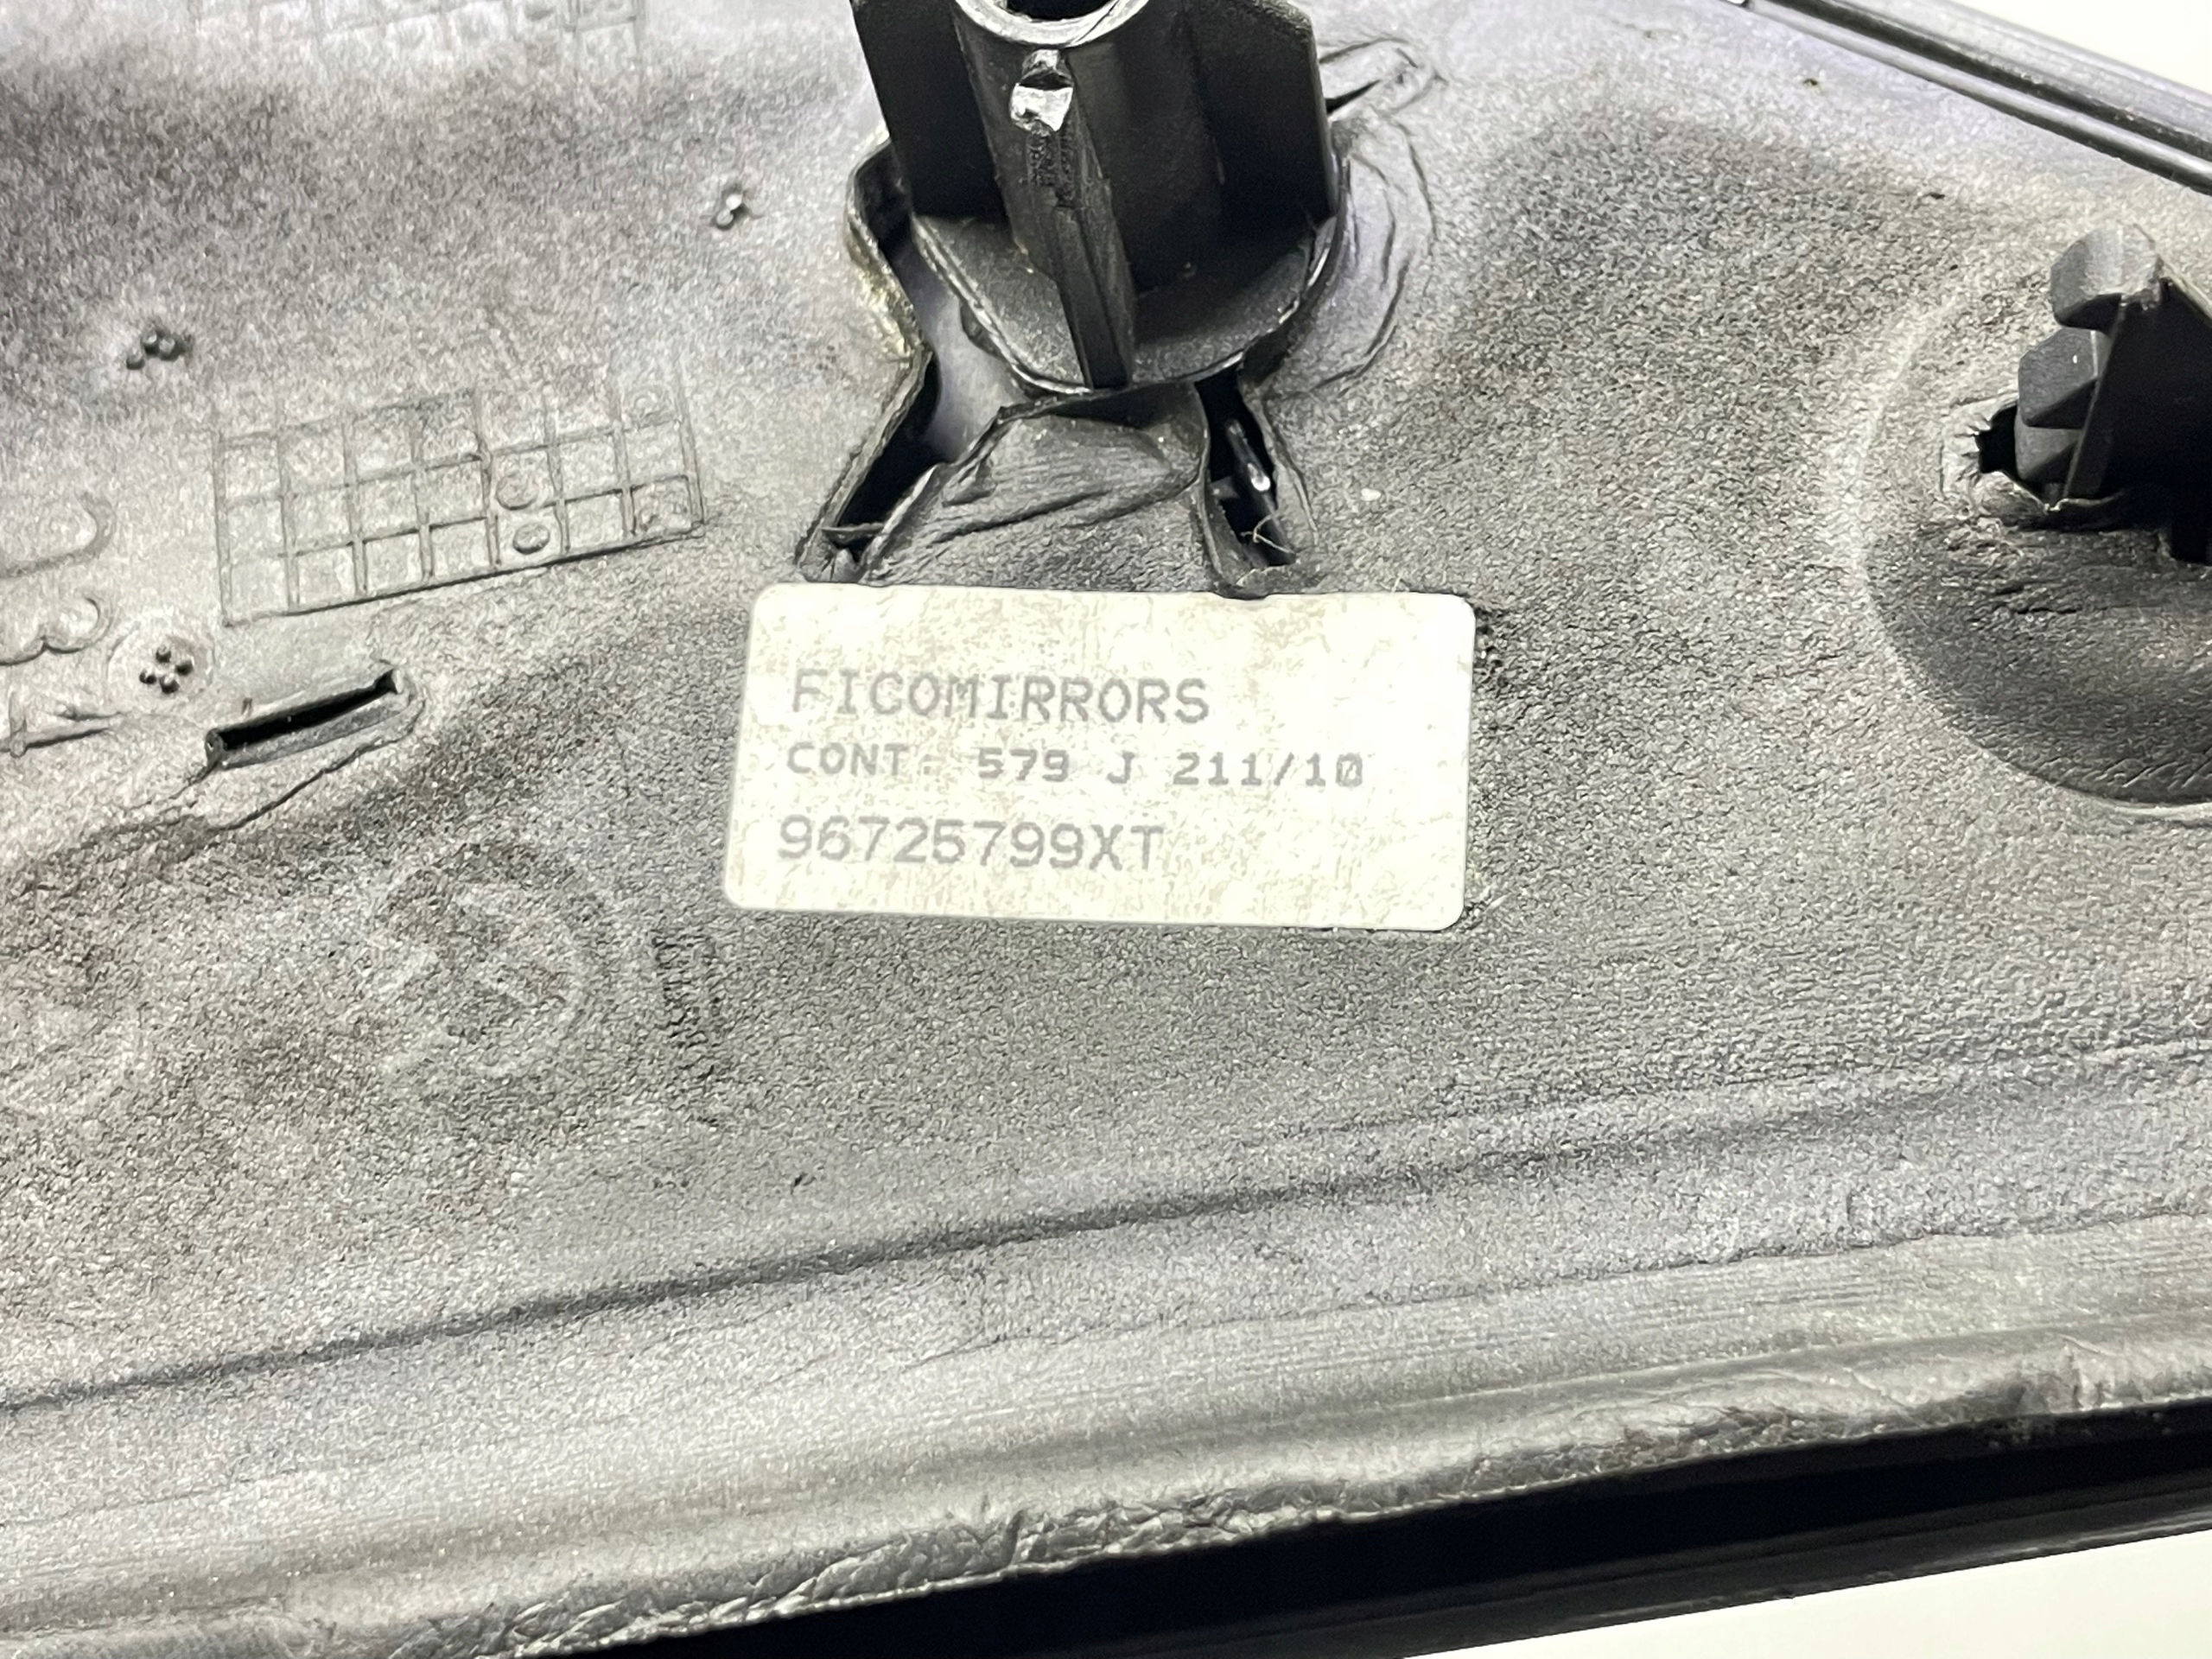 FICOMIRRORS
CONT: 579 J 211/10
96725799XT